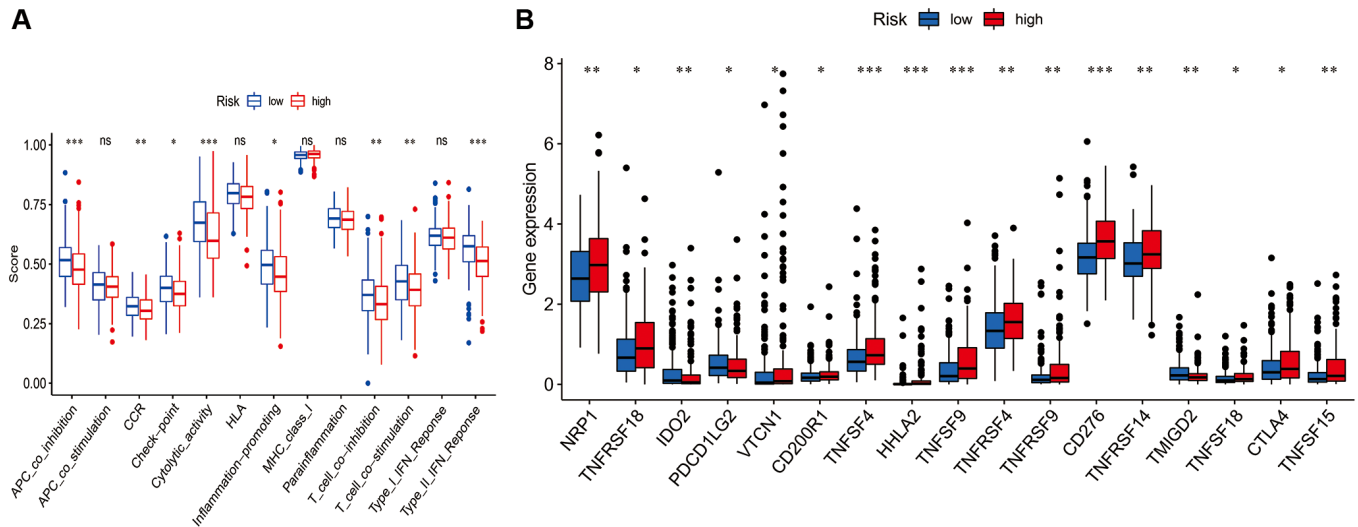 A
Risk low high
1.00
0.75
0.50
0.25
0.00
Score
*** ns ** * *** ns * ns ns ** ** ns ***
APC_co_inhibition
APC_co_stimulation
CCR
Check-point
Cytolytic_activity
HLA
Inflammation-promoting
MHC_class_I
Parainflammation
T_cell_co-inhibition
T_cell_co-stimulation
Type_I_IFN_Reponse
Type_II_IFN_Reponse
B
Risk low high
8
6
4
2
0
Gene expression
** * ** * * * *** *** *** ** ** *** ** ** * * **
NRP1
TNFRSF18
IDO2
PDCD1LG2
VTCN1
CD200R1
TNFSF4
HHLA2
TNFSF9
TNFRSF4
TNFRSF9
CD276
TNFRSF14
TMIGD2
TNFSF18
CTLA4
TNFSF15